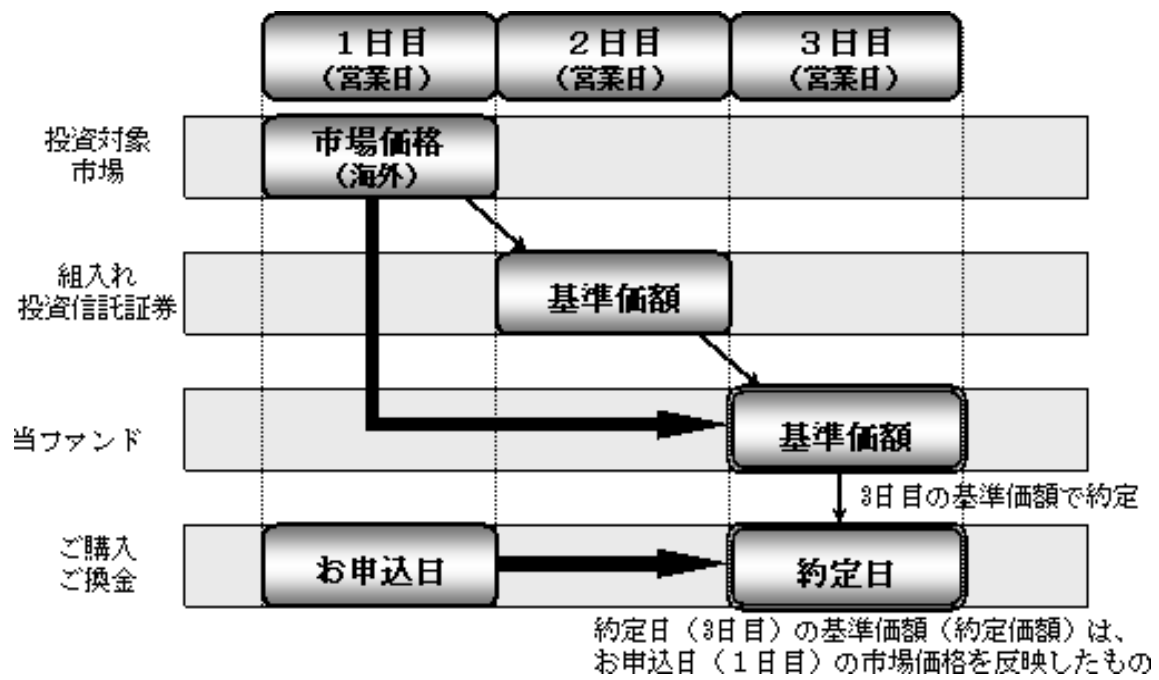 １日目
(営業日)
２日目
(営業日)
３日目
(営業日)
投資対象
市場
市場価格
(海外)
組入れ
投資信託証券
基準価額
当ファンド
基準価額
3日目の基準価額で約定
ご購入
ご換金
お申込日
約定日
約定日（3日目）の基準価額（約定価額）は、
お申込日（１日目）の市場価格を反映したもの